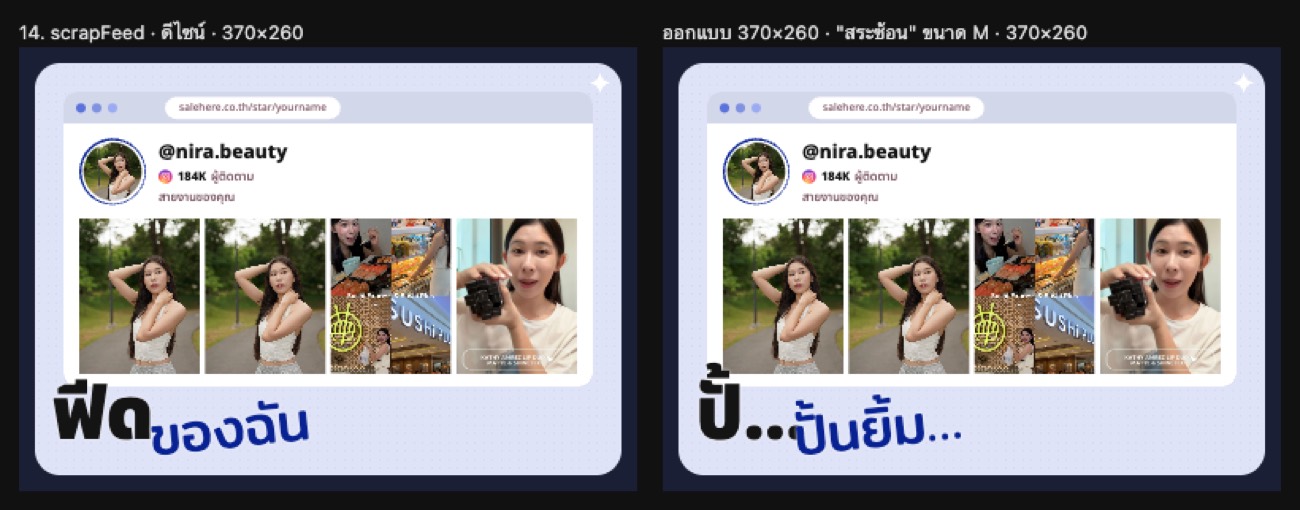 14. scrapFeed · ดีไซน์ · 370×260
salehere.co.th/star/yourname
@nira.beauty
184K ผู้ติดตาม
สายงานของคุณ
SUSHI
ฟีด
ของฉัน
ออกแบบ 370×260 · "สระซ้อน" ขนาด M · 370×260
salehere.co.th/star/yourname
@nira.beauty
184K ผู้ติดตาม
สายงานของคุณ
SUSHI
ปั้...
ปั้นยิ้ม...